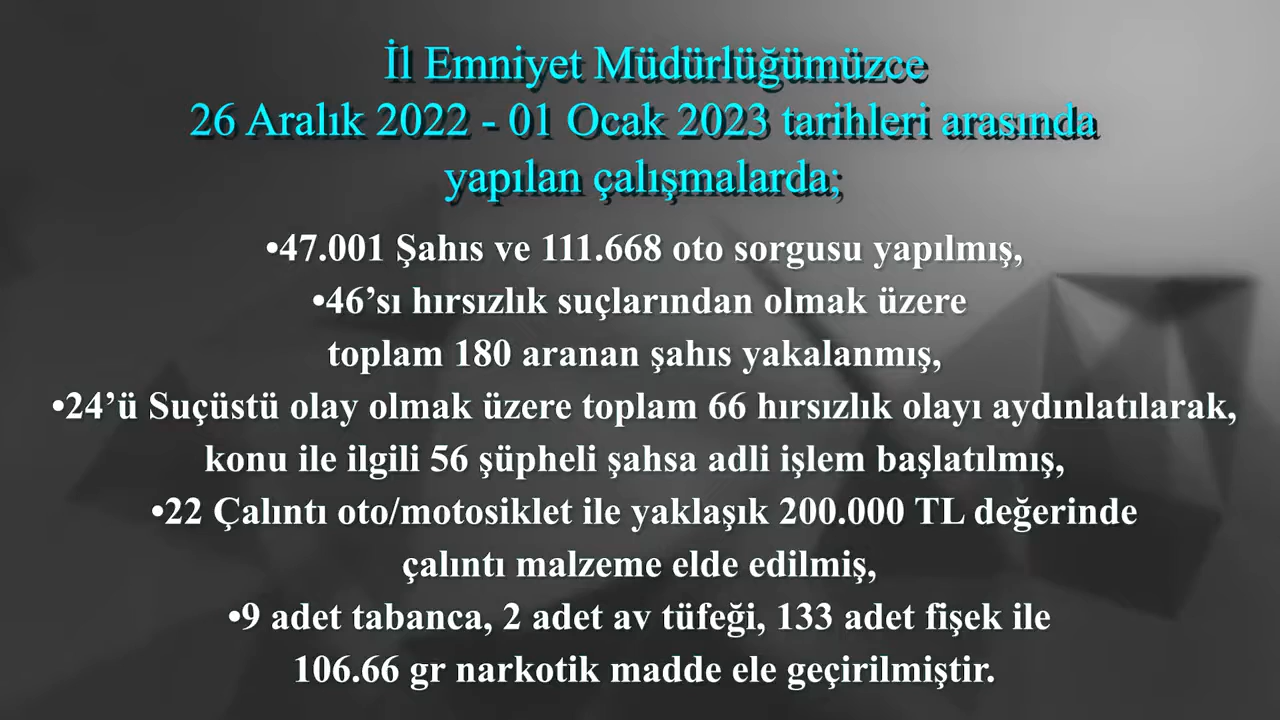 İl Emniyet Müdürlüğümüzce
26 Aralık 2022 - 01 Ocak 2023 tarihleri arasında
yapılan çalışmalarda;
•47.001 Şahıs ve 111.668 oto sorgusu yapılmış,
•46’sı hırsızlık suçlarından olmak üzere
toplam 180 aranan şahıs yakalanmış,
•24’ü Suçüstü olay olmak üzere toplam 66 hırsızlık olayı aydınlatılarak,
konu ile ilgili 56 şüpheli şahsa adli işlem başlatılmış,
•22 Çalıntı oto/motosiklet ile yaklaşık 200.000 TL değerinde
çalıntı malzeme elde edilmiş,
•9 adet tabanca, 2 adet av tüfeği, 133 adet fişek ile
106.66 gr narkotik madde ele geçirilmiştir.